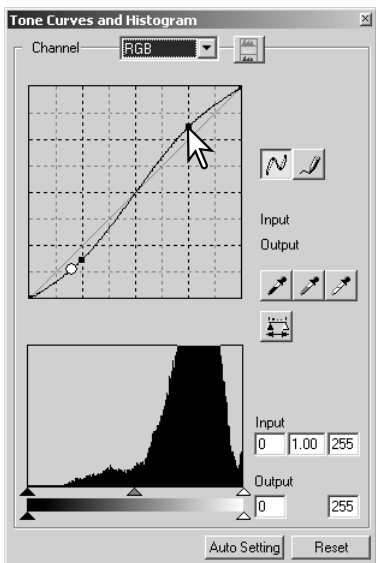 Tone Curves and Histogram
Channel RGB
Input
Output
Input
0 1.00 255
Output
0 255
Auto Setting Reset